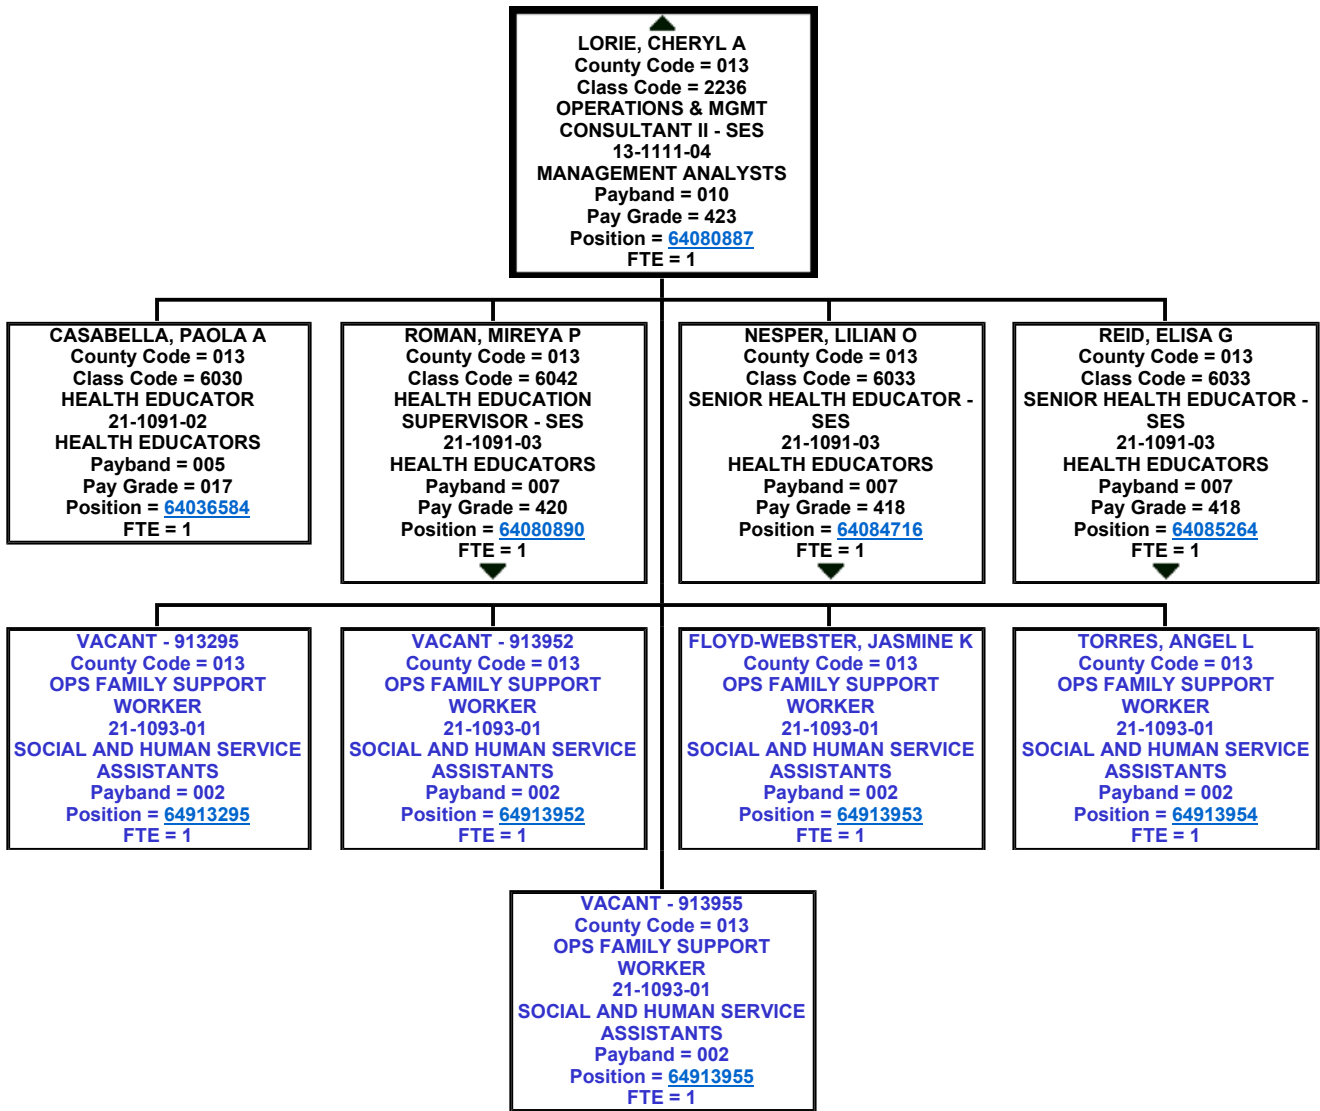 LORIE, CHERYL A
County Code = 013
Class Code = 2236
OPERATIONS & MGMT
CONSULTANT II - SES
13-1111-04
MANAGEMENT ANALYSTS
Payband = 010
Pay Grade = 423
Position = 64080887
FTE = 1
CASABELLA, PAOLA A
County Code = 013
Class Code = 6030
HEALTH EDUCATOR
21-1091-02
HEALTH EDUCATORS
Payband = 005
Pay Grade = 017
Position = 64036584
FTE = 1
ROMAN, MIREYA P
County Code = 013
Class Code = 6042
HEALTH EDUCATION
SUPERVISOR - SES
21-1091-03
HEALTH EDUCATORS
Payband = 007
Pay Grade = 420
Position = 64080890
FTE = 1
NESPER, LILIAN O
County Code = 013
Class Code = 6033
SENIOR HEALTH EDUCATOR -
SES
21-1091-03
HEALTH EDUCATORS
Payband = 007
Pay Grade = 418
Position = 64084716
FTE = 1
REID, ELISA G
County Code = 013
Class Code = 6033
SENIOR HEALTH EDUCATOR -
SES
21-1091-03
HEALTH EDUCATORS
Payband = 007
Pay Grade = 418
Position = 64085264
FTE = 1
VACANT - 913295
County Code = 013
OPS FAMILY SUPPORT
WORKER
21-1093-01
SOCIAL AND HUMAN SERVICE
ASSISTANTS
Payband = 002
Position = 64913295
FTE = 1
VACANT - 913952
County Code = 013
OPS FAMILY SUPPORT
WORKER
21-1093-01
SOCIAL AND HUMAN SERVICE
ASSISTANTS
Payband = 002
Position = 64913952
FTE = 1
FLOYD-WEBSTER, JASMINE K
County Code = 013
OPS FAMILY SUPPORT
WORKER
21-1093-01
SOCIAL AND HUMAN SERVICE
ASSISTANTS
Payband = 002
Position = 64913953
FTE = 1
TORRES, ANGEL L
County Code = 013
OPS FAMILY SUPPORT
WORKER
21-1093-01
SOCIAL AND HUMAN SERVICE
ASSISTANTS
Payband = 002
Position = 64913954
FTE = 1
VACANT - 913955
County Code = 013
OPS FAMILY SUPPORT
WORKER
21-1093-01
SOCIAL AND HUMAN SERVICE
ASSISTANTS
Payband = 002
Position = 64913955
FTE = 1